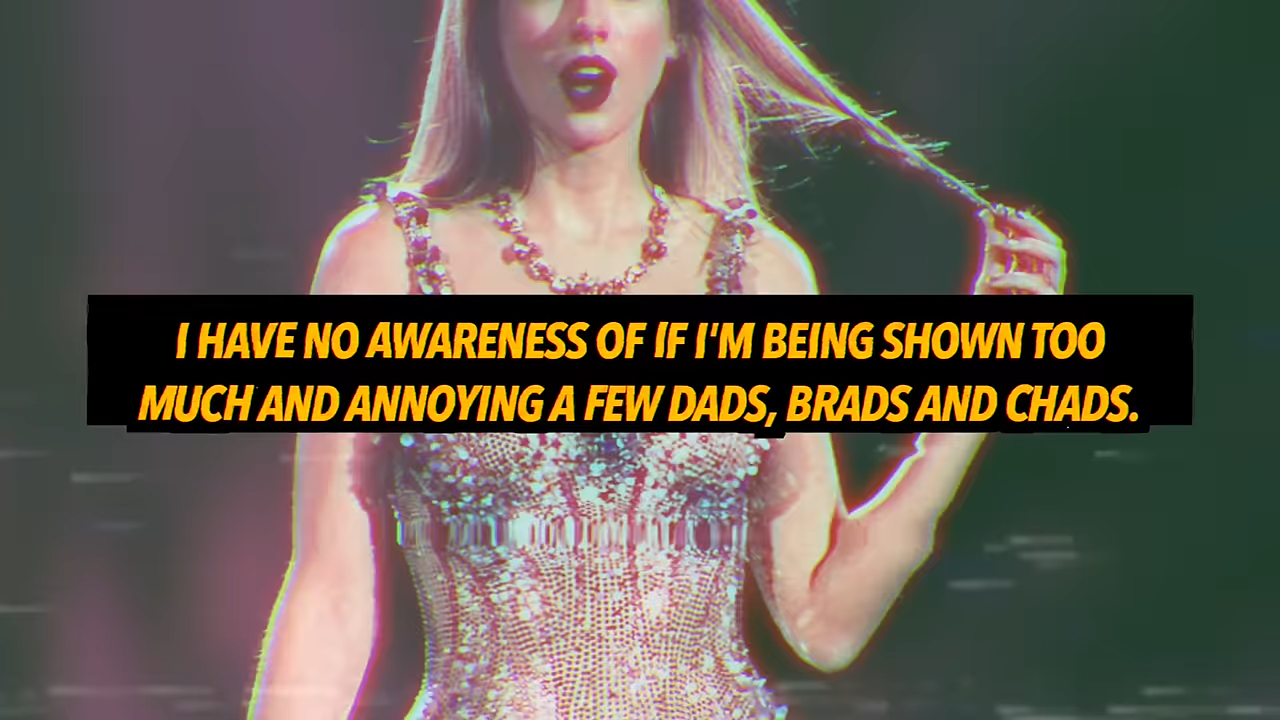 I HAVE NO AWARENESS OF IF I'M BEING SHOWN TOO
MUCH AND ANNOYING A FEW DADS, BRADS AND CHADS.